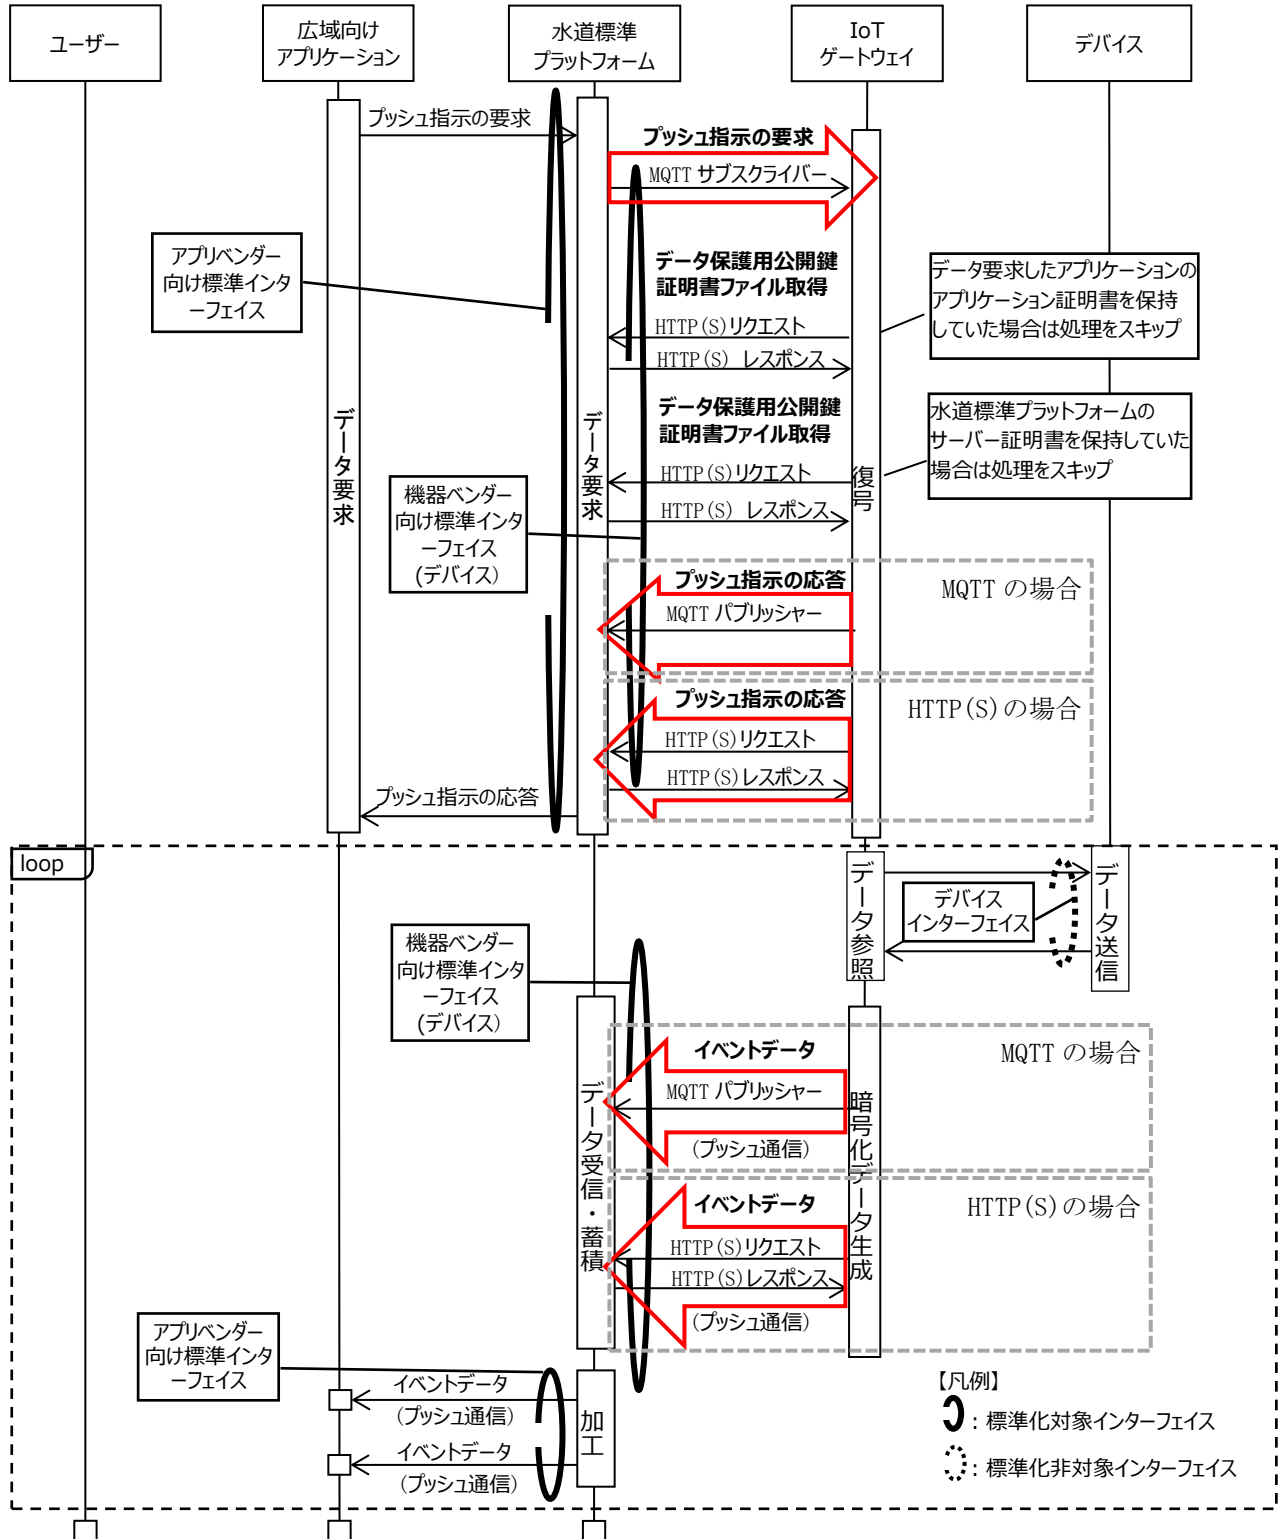 ユーザー
広域向け
アプリケーション
水道標準
プラットフォーム
IoT
ゲートウェイ
デバイス
プッシュ指示の要求
プッシュ指示の要求
MQTT サブスクライバー
アプリベンダー
向け標準インタ
ーフェイス
データ保護用公開鍵
証明書ファイル取得
データ要求したアプリケーションの
アプリケーション証明書を保持
していた場合は処理をスキップ
HTTP(S)リクエスト
HTTP(S) レスポンス
データ保護用公開鍵
証明書ファイル取得
水道標準プラットフォームの
サーバー証明書を保持していた
場合は処理をスキップ
データ要求
データ要求
復号
HTTP(S)リクエスト
HTTP(S) レスポンス
機器ベンダー
向け標準インタ
ーフェイス
(デバイス)
プッシュ指示の応答
MQTT の場合
MQTT パブリッシャー
プッシュ指示の応答
HTTP(S)の場合
HTTP(S)リクエスト
HTTP(S)レスポンス
プッシュ指示の応答
loop
データ参照
データ送信
デバイス
インターフェイス
機器ベンダー
向け標準インタ
ーフェイス
(デバイス)
イベントデータ
MQTT の場合
MQTT パブリッシャー
(プッシュ通信)
データ受信・蓄積
暗号化データ生成
イベントデータ
HTTP(S)の場合
HTTP(S)リクエスト
HTTP(S)レスポンス
(プッシュ通信)
アプリベンダー
向け標準インタ
ーフェイス
イベントデータ
(プッシュ通信)
加工
イベントデータ
(プッシュ通信)
【凡例】
：標準化対象インターフェイス
：標準化非対象インターフェイス